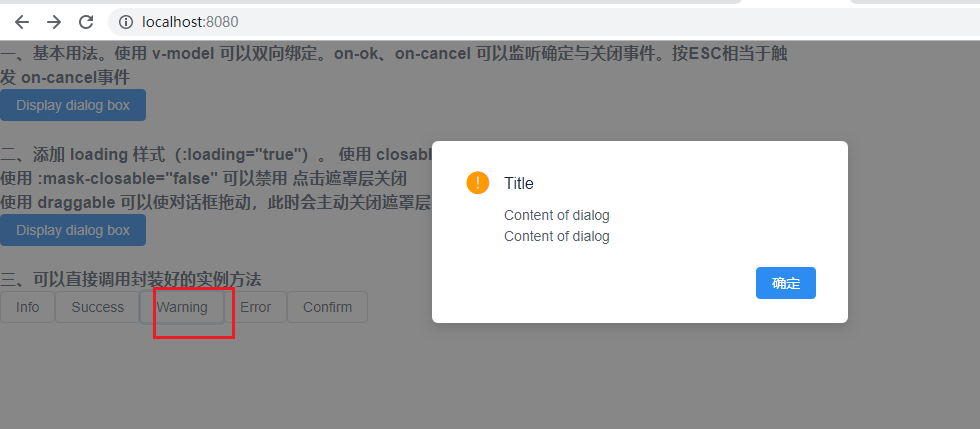 localhost:8080
一、基本用法。使用 v-model 可以双向绑定。on-ok、on-cancel 可以监听确定与关闭事件。按ESC相当于触
发 on-cancel事件
Display dialog box
二、添加 loading 样式（:loading="true"）。 使用 closabl
使用 :mask-closable="false" 可以禁用 点击遮罩层关闭
使用 draggable 可以使对话框拖动，此时会主动关闭遮罩层
Display dialog box
三、可以直接调用封装好的实例方法
Info Success Warning Error Confirm
Title
Content of dialog
Content of dialog
确定